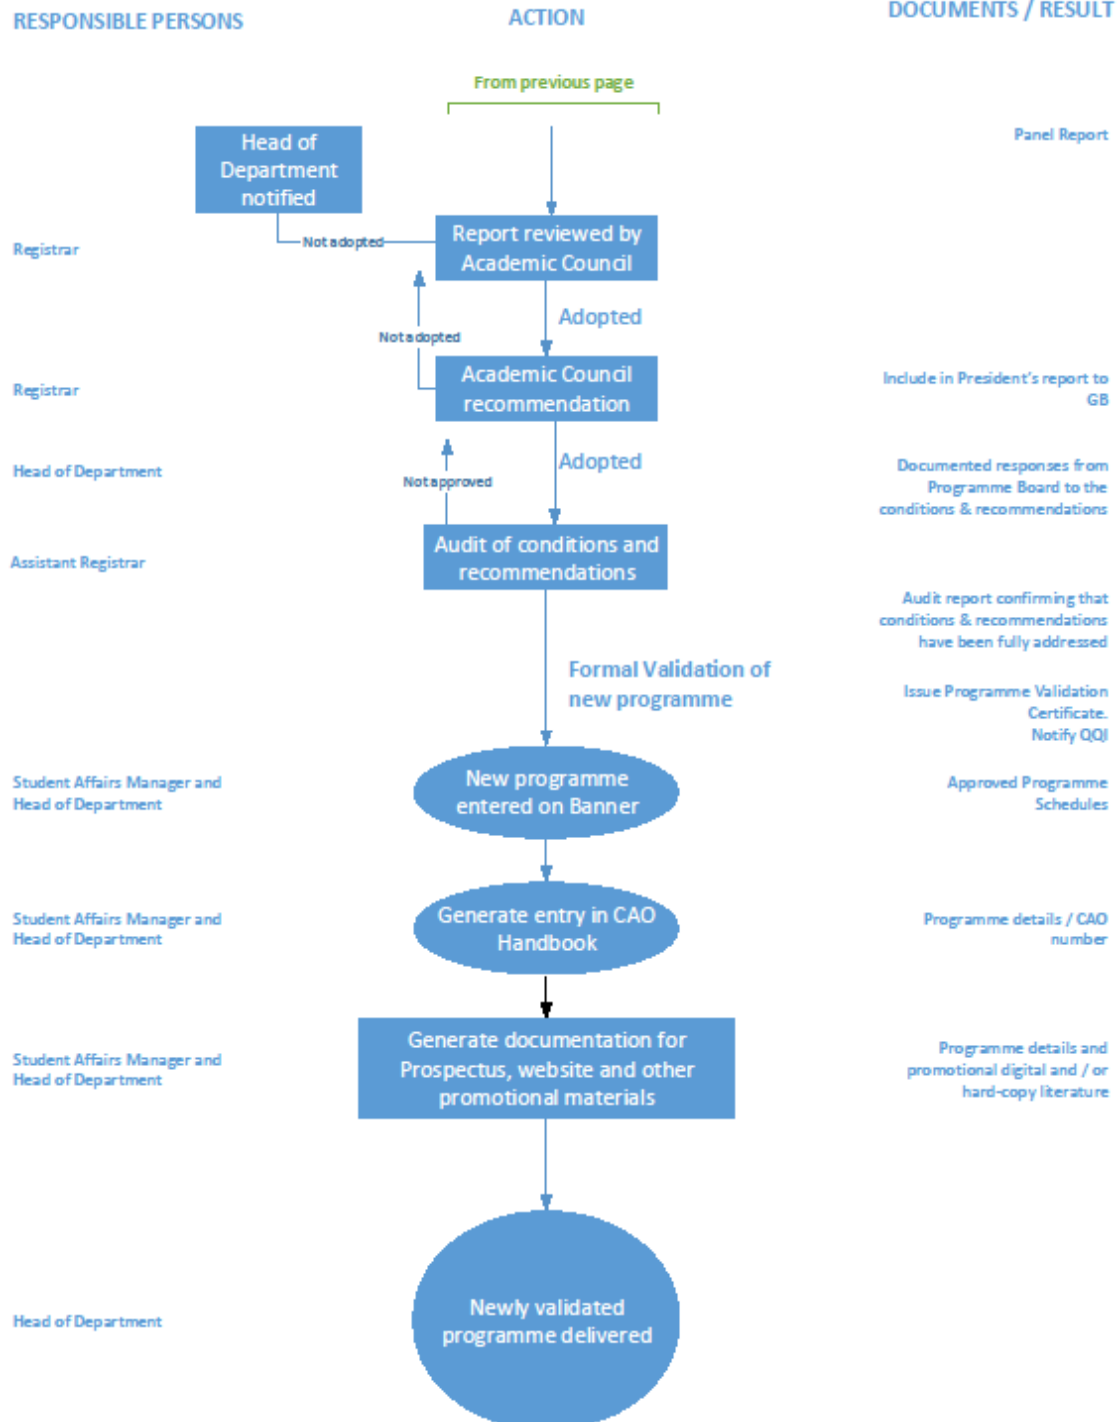 RESPONSIBLE PERSONS
ACTION
DOCUMENTS / RESULT
From previous page
Panel Report
Head of
Department
notified
Report reviewed by
Academic Council
Not adopted
Registrar
Adopted
Not adopted
Academic Council
recommendation
Registrar
Include in President's report to
GB
Head of Department
Adopted
Not approved
Documented responses from
Programme Board to the
conditions & recommendations
Audit of conditions and
recommendations
Assistant Registrar
Audit report confirming that
conditions & recommendations
have been fully addressed
Formal Validation of
new programme
Issue Programme Validation
Certificate.
Notify QQI
Student Affairs Manager and
Head of Department
New programme
entered on Banner
Approved Programme
Schedules
Student Affairs Manager and
Head of Department
Generate entry in CAO
Handbook
Programme details / CAO
number
Student Affairs Manager and
Head of Department
Generate documentation for
Prospectus, website and other
promotional materials
Programme details and
promotional digital and / or
hard-copy literature
Head of Department
Newly validated
programme delivered